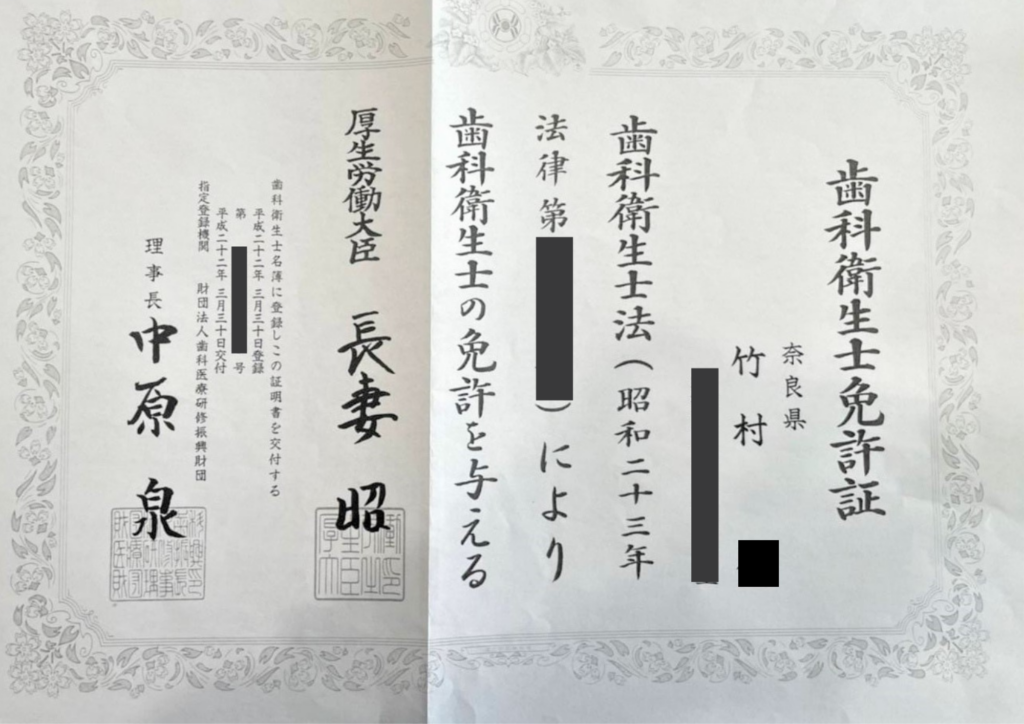 歯科衛生士免許証
奈良県
竹村
歯科衛生士法(昭和二十三年
法律第
)により
歯科衛生士の免許を与える
厚生労働大臣 長妻昭
歯科衛生士名簿に登録しこの証明書を交付する
平成二十二年 三月三十日登録
第 号
平成二十二年 三月三十日交付
指定登録機関 財団法人歯科医療研修振興財団
理事長 中原泉